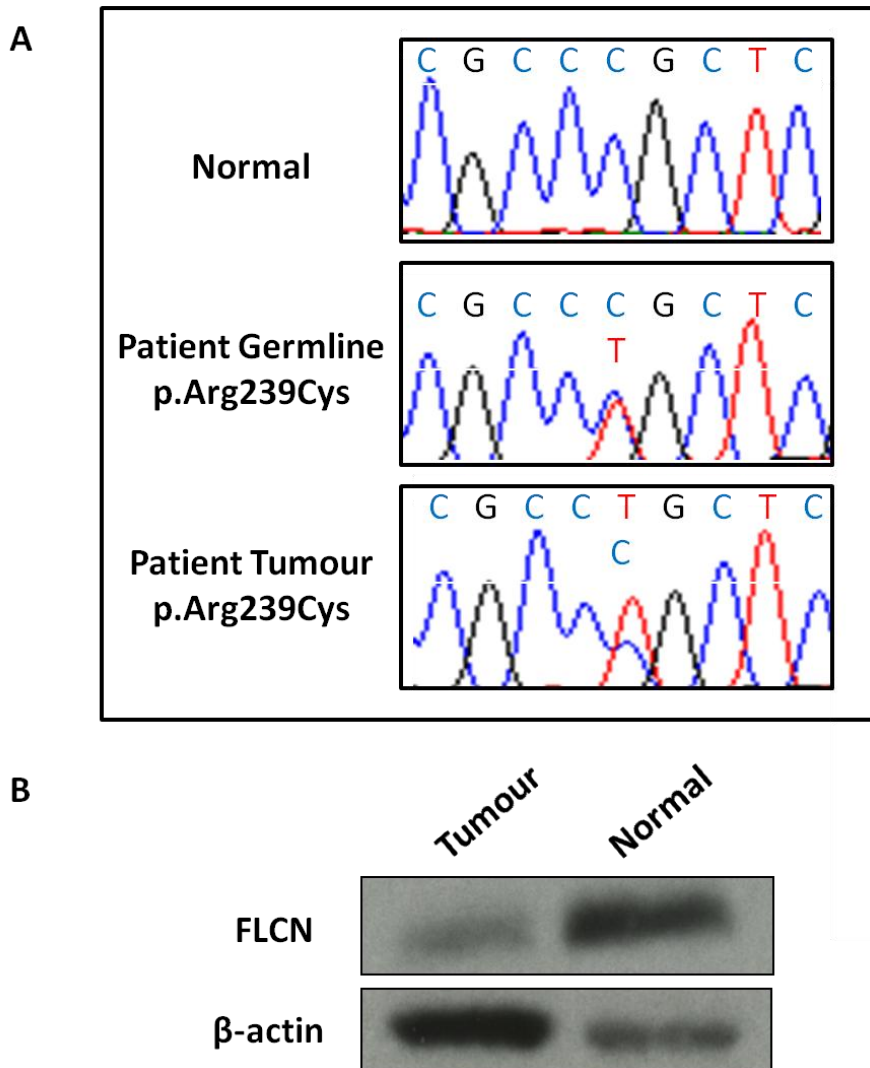 A
C G C C C G C T C
Normal
C G C C C G C T C
T
Patient Germline
p.Arg239Cys
C G C C T G C T C
C
Patient Tumour
p.Arg239Cys
B
Tumour Normal
FLCN
β-actin